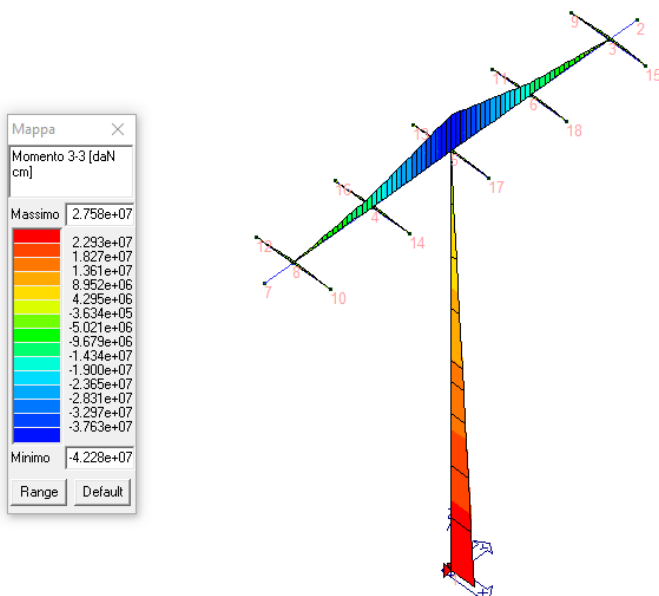 Mappa
Momento 3-3 [daN
cm]
Massimo 2.758e+07
2.293e+07
1.827e+07
1.361e+07
8.952e+06
4.295e+06
-3.634e+05
-5.021e+06
-9.679e+06
-1.434e+07
-1.900e+07
-2.365e+07
-2.831e+07
-3.297e+07
-3.763e+07
Minimo -4.228e+07
Range Default
9
2
3
15
11
6
18
13
5
17
16
4
14
12
8
7
10